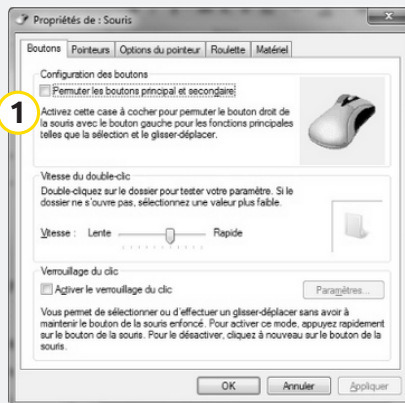 Propriétés de : Souris
Boutons Pointeurs Options du pointeur Roulette Matériel
Configuration des boutons
Permuter les boutons principal et secondaire
1
Activez cette case à cocher pour permuter le bouton droit de
la souris avec le bouton gauche pour les fonctions principales
telles que la sélection et le glisser-déplacer.
Vitesse du double-clic
Double-cliquez sur le dossier pour tester votre paramètre. Si le
dossier ne s'ouvre pas, sélectionnez une valeur plus faible.
Vitesse : Lente Rapide
Verrouillage du clic
Activer le verrouillage du clic Paramètres...
Vous permet de sélectionner ou d'effectuer un glisser-déplacer sans avoir à
maintenir le bouton de la souris enfoncé. Pour activer ce mode, appuyez rapidement
sur le bouton de la souris. Pour le désactiver, cliquez à nouveau sur le bouton de la
souris.
OK Annuler Appliquer